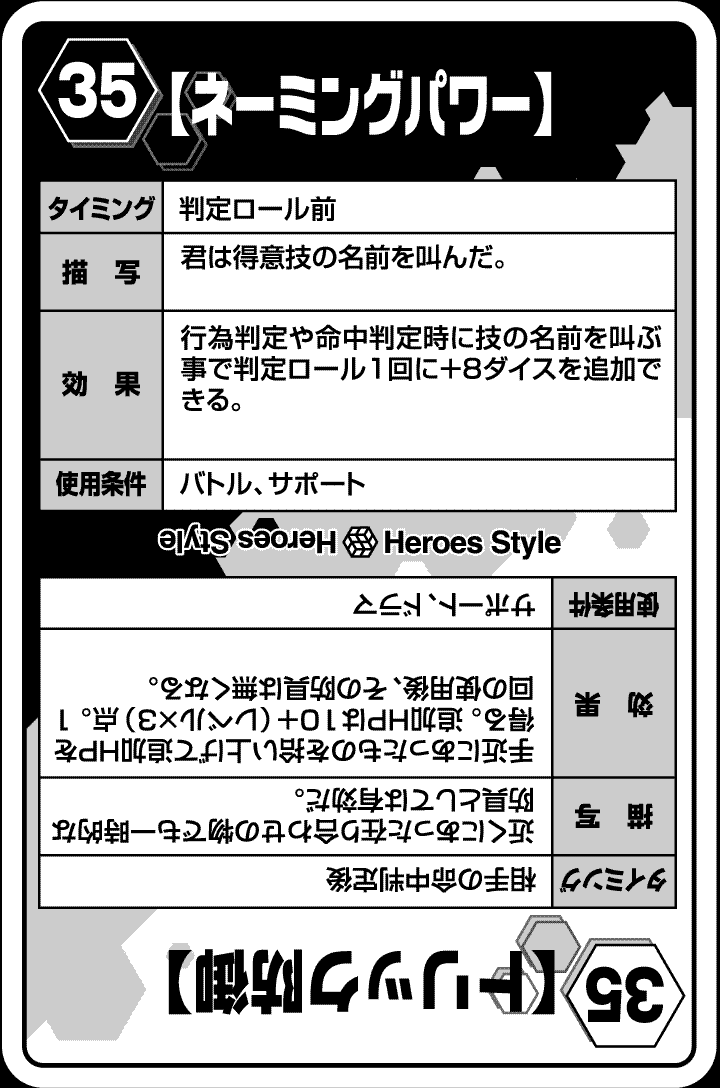 35
【ネーミングパワー】
タイミング
判定ロール前
描 写
君は得意技の名前を叫んだ。
効 果
行為判定や命中判定時に技の名前を叫ぶ
事で判定ロール1回に+8ダイスを追加で
きる。
使用条件
バトル、サポート
Heroes Style
Heroes Style
35
【トリック防御】
タイミング
相手の命中判定後
描 写
近くにあった在り合わせの物でも一時的な
防具としては有効だ。
効 果
手近にあったものを拾い上げて追加HPを
得る。追加HPは10+(レベル×3)点。1
回の使用後、その防具は無くなる。
使用条件
サポート、ドラマ